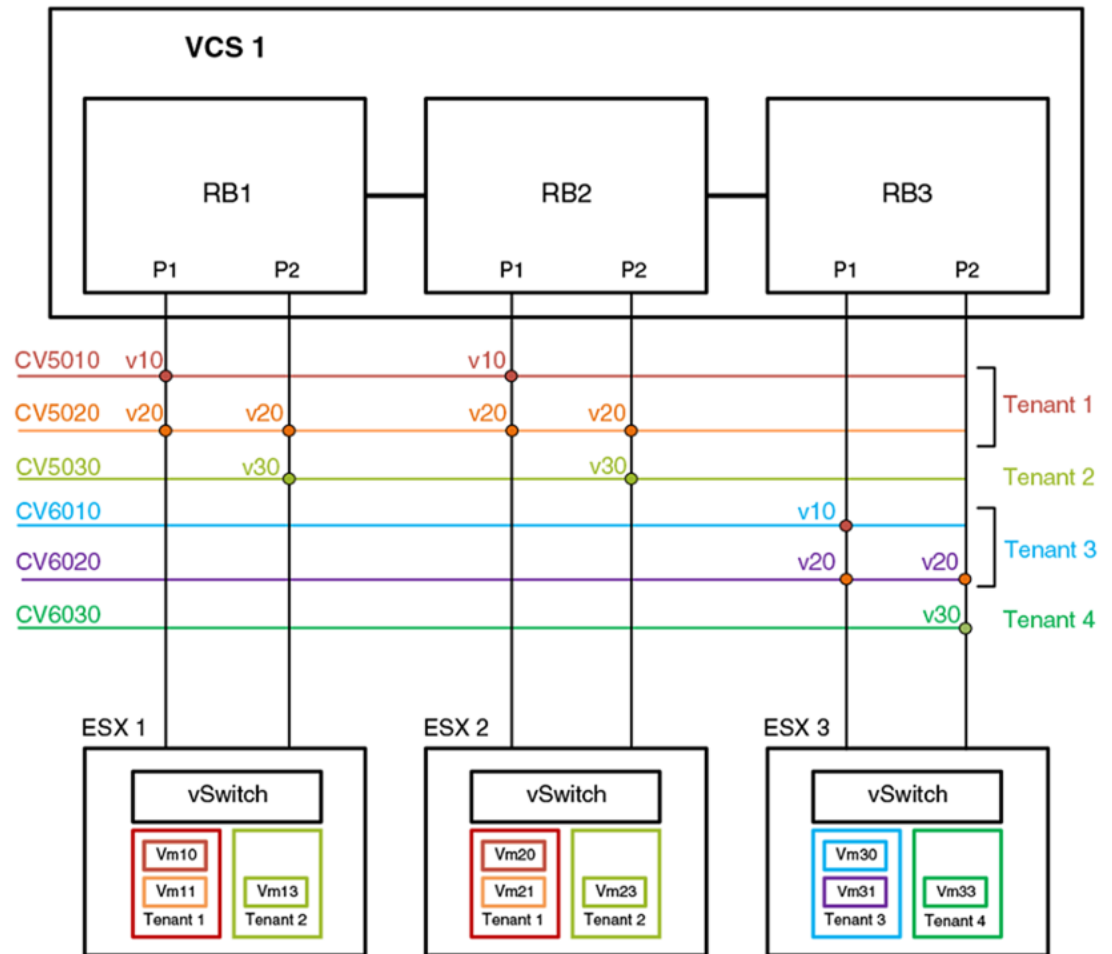 VCS 1
RB1 RB2 RB3
P1 P2 P1 P2 P1 P2
CV5010 v10 v10
CV5020 v20 v20 v20 v20
Tenant 1
CV5030 v30 v30 Tenant 2
CV6010 v10
CV6020 v20 v20
Tenant 3
CV6030 v30 Tenant 4
ESX 1 ESX 2 ESX 3
vSwitch vSwitch vSwitch
Vm10 Vm20 Vm30
Vm11 Vm13 Vm21 Vm23 Vm31 Vm33
Tenant 1 Tenant 2 Tenant 1 Tenant 2 Tenant 3 Tenant 4